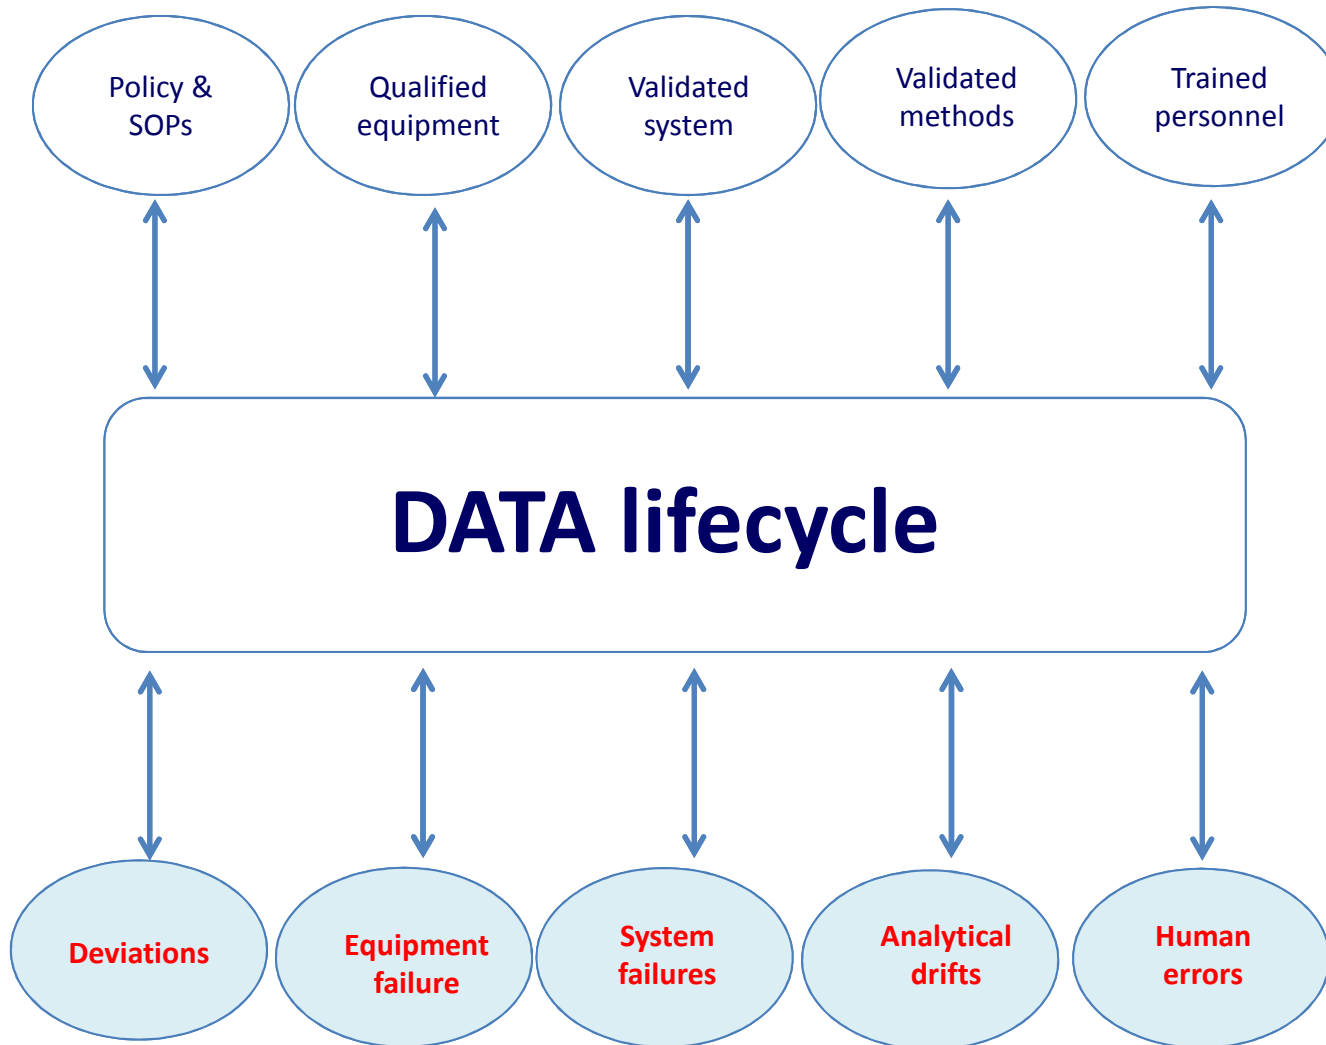 Policy &
SOPs
Qualified
equipment
Validated
system
Validated
methods
Trained
personnel
DATA lifecycle
Deviations
Equipment
failure
System
failures
Analytical
drifts
Human
errors